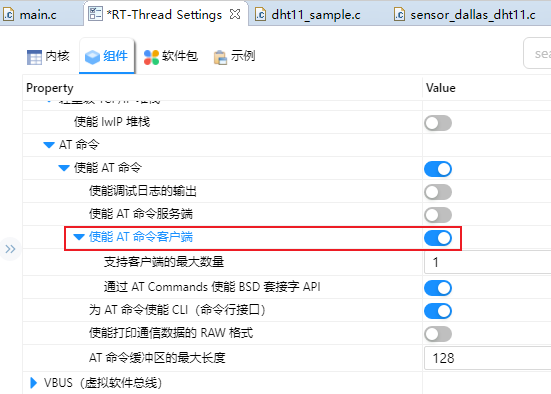 main.c
*RT-Thread Settings
dht11_sample.c
sensor_dallas_dht11.c
内核
组件
软件包
示例
Property Value
使能 lwIP 堆栈
AT 命令
使能 AT 命令
使能调试日志的输出
使能 AT 命令服务端
使能 AT 命令客户端
支持客户端的最大数量 1
通过 AT Commands 使能 BSD 套接字 API
为 AT 命令使能 CLI（命令行接口）
使能打印通信数据的 RAW 格式
AT 命令缓冲区的最大长度 128
VBUS（虚拟软件总线）